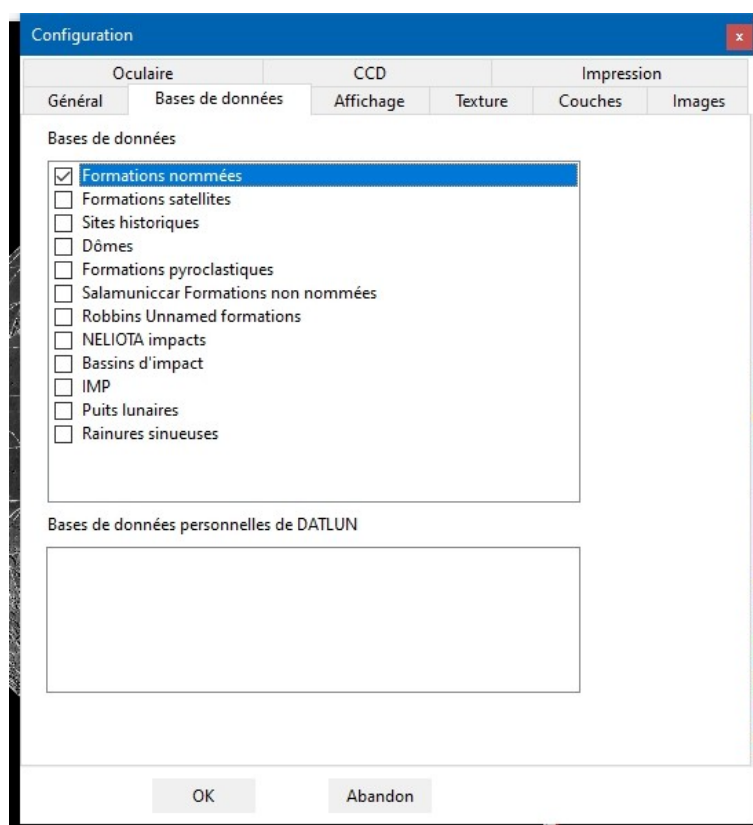 Configuration
x
Oculaire CCD Impression
Général Bases de données Affichage Texture Couches Images
Bases de données
Formations nommées
Formations satellites
Sites historiques
Dômes
Formations pyroclastiques
Salamuniccar Formations non nommées
Robbins Unnamed formations
NELIOTA impacts
Bassins d'impact
IMP
Puits lunaires
Rainures sinueuses
Bases de données personnelles de DATLUN
OK Abandon